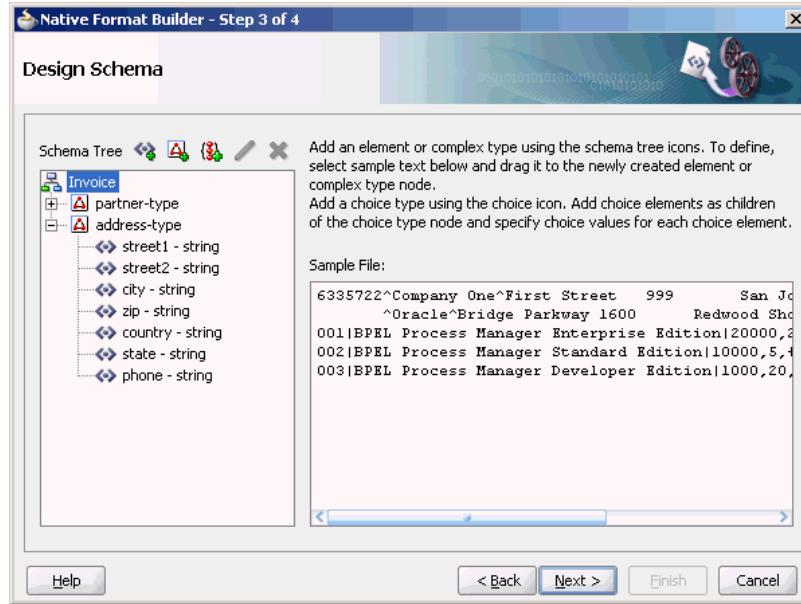 Native Format Builder - Step 3 of 4
Design Schema
Schema Tree
Invoice
partner-type
address-type
street1 - string
street2 - string
city - string
zip - string
country - string
state - string
phone - string
Add an element or complex type using the schema tree icons. To define,
select sample text below and drag it to the newly created element or
complex type node.
Add a choice type using the choice icon. Add choice elements as children
of the choice type node and specify choice values for each choice element.
Sample File:
6335722^Company One^First Street 999 San Jo
^Oracle^Bridge Parkway 1600 Redwood Sho
001|BPEL Process Manager Enterprise Edition|20000,2
002|BPEL Process Manager Standard Edition|10000,5,+
003|BPEL Process Manager Developer Edition|1000,20,
Help
< Back
Next >
Finish
Cancel